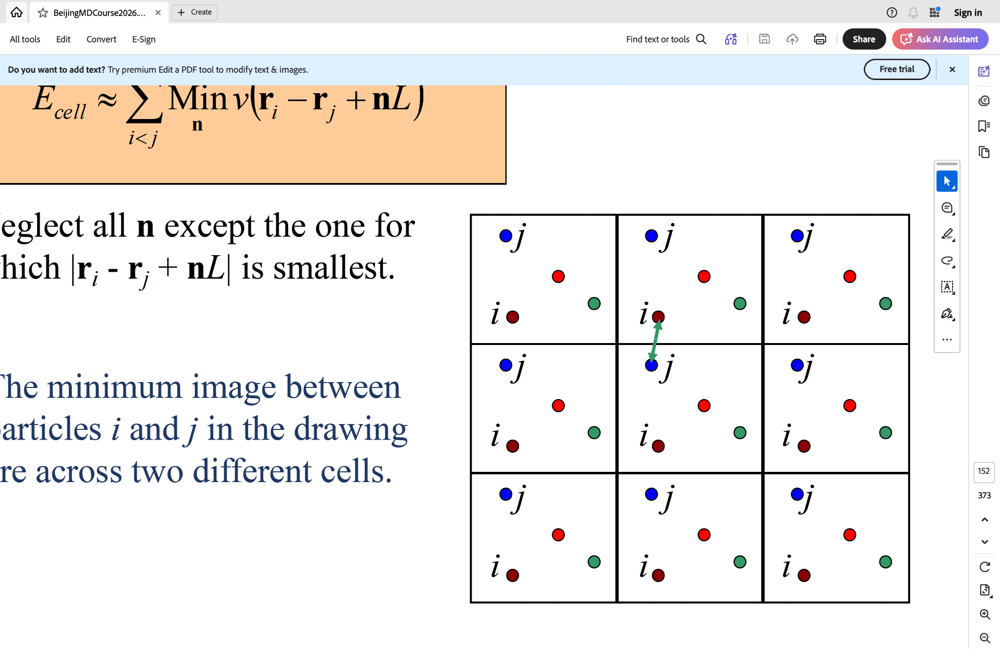 BeijingMDCourse2026....
Create
Sign in
All tools Edit Convert E-Sign
Find text or tools
Share
Ask AI Assistant
Do you want to add text? Try premium Edit a PDF tool to modify text & images.
Free trial
E_cell ≈ ∑_{i<j} Min_n v(r_i − r_j + nL)
eglect all n except the one for
hich |r_i - r_j + nL| is smallest.
The minimum image between
articles i and j in the drawing
re across two different cells.
j j j
i i i
j j j
i i i
j j j
i i i
A
152
373